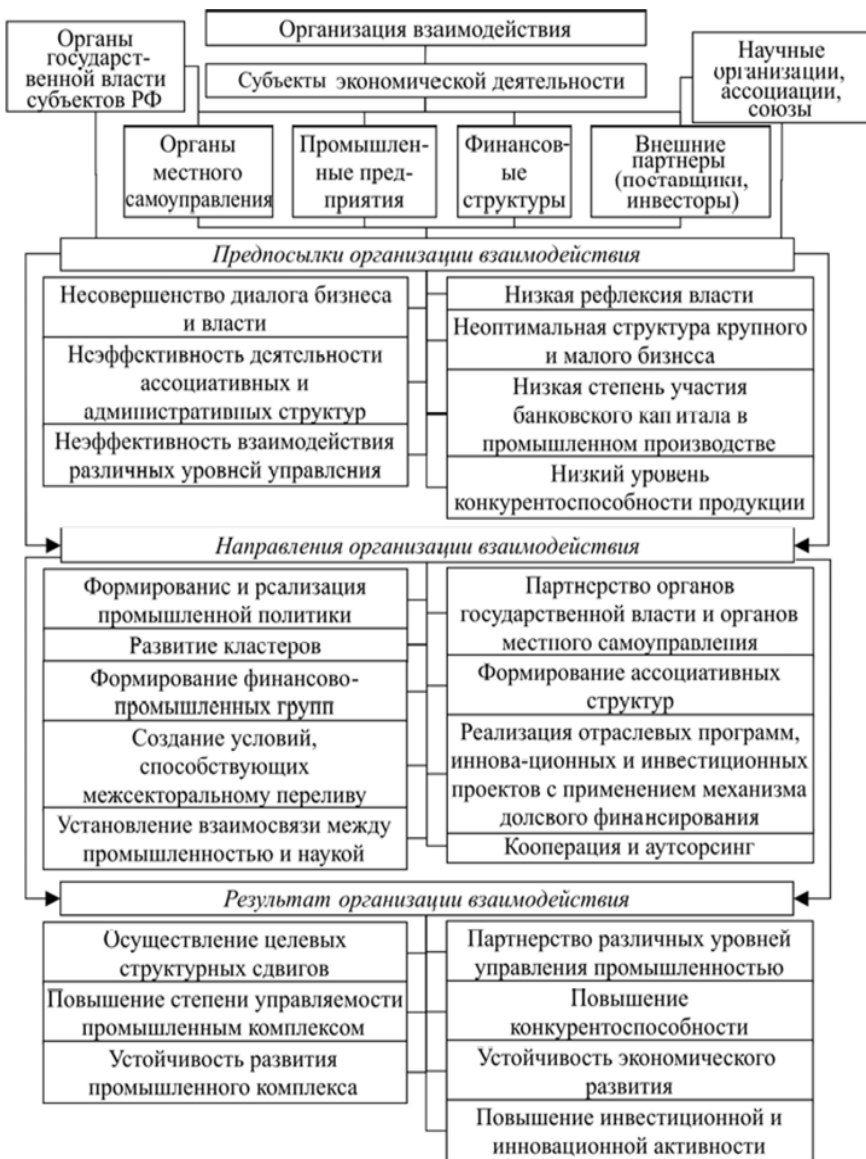 Органы
государст-
венной власти
субъектов РФ
Организация взаимодействия
Субъекты экономической деятельности
Научные
организации,
ассоциации,
союзы
Органы
местного
самоуправления
Промышлен-
ные пред-
приятия
Финансов-
ые
структуры
Внешние
партнеры
(поставщики,
инвесторы)
Предпосылки организации взаимодействия
Несовершенство диалога бизнеса
и власти
Неэффективность деятельности
ассоциативных и
административных структур
Неэффективность взаимодействия
различных уровней управления
Низкая рефлексия власти
Неоптимальная структура крупного
и малого бизнеса
Низкая степень участия
банковского кап итала в
промышленном производстве
Низкий уровень
конкурентоспособности продукции
Направления организации взаимодействия
Формирование и реализация
промышленной политики
Развитие кластеров
Формирование финансово-
промышленных групп
Создание условий,
способствующих
межсекторальному переливу
Установление взаимосвязи между
промышленностью и наукой
Партнерство органов
государственной власти и органов
местного самоуправления
Формирование ассоциативных
структур
Реализация отраслевых программ,
иннова-ционных и инвестиционных
проектов с применением механизма
долевого финансирования
Кооперация и аутсорсинг
Результат организации взаимодействия
Осуществление целевых
структурных сдвигов
Повышение степени управляемости
промышленным комплексом
Устойчивость развития
промышленного комплекса
Партнерство различных уровней
управления промышленностью
Повышение
конкурентоспособности
Устойчивость экономического
развития
Повышение инвестиционной и
инновационной активности